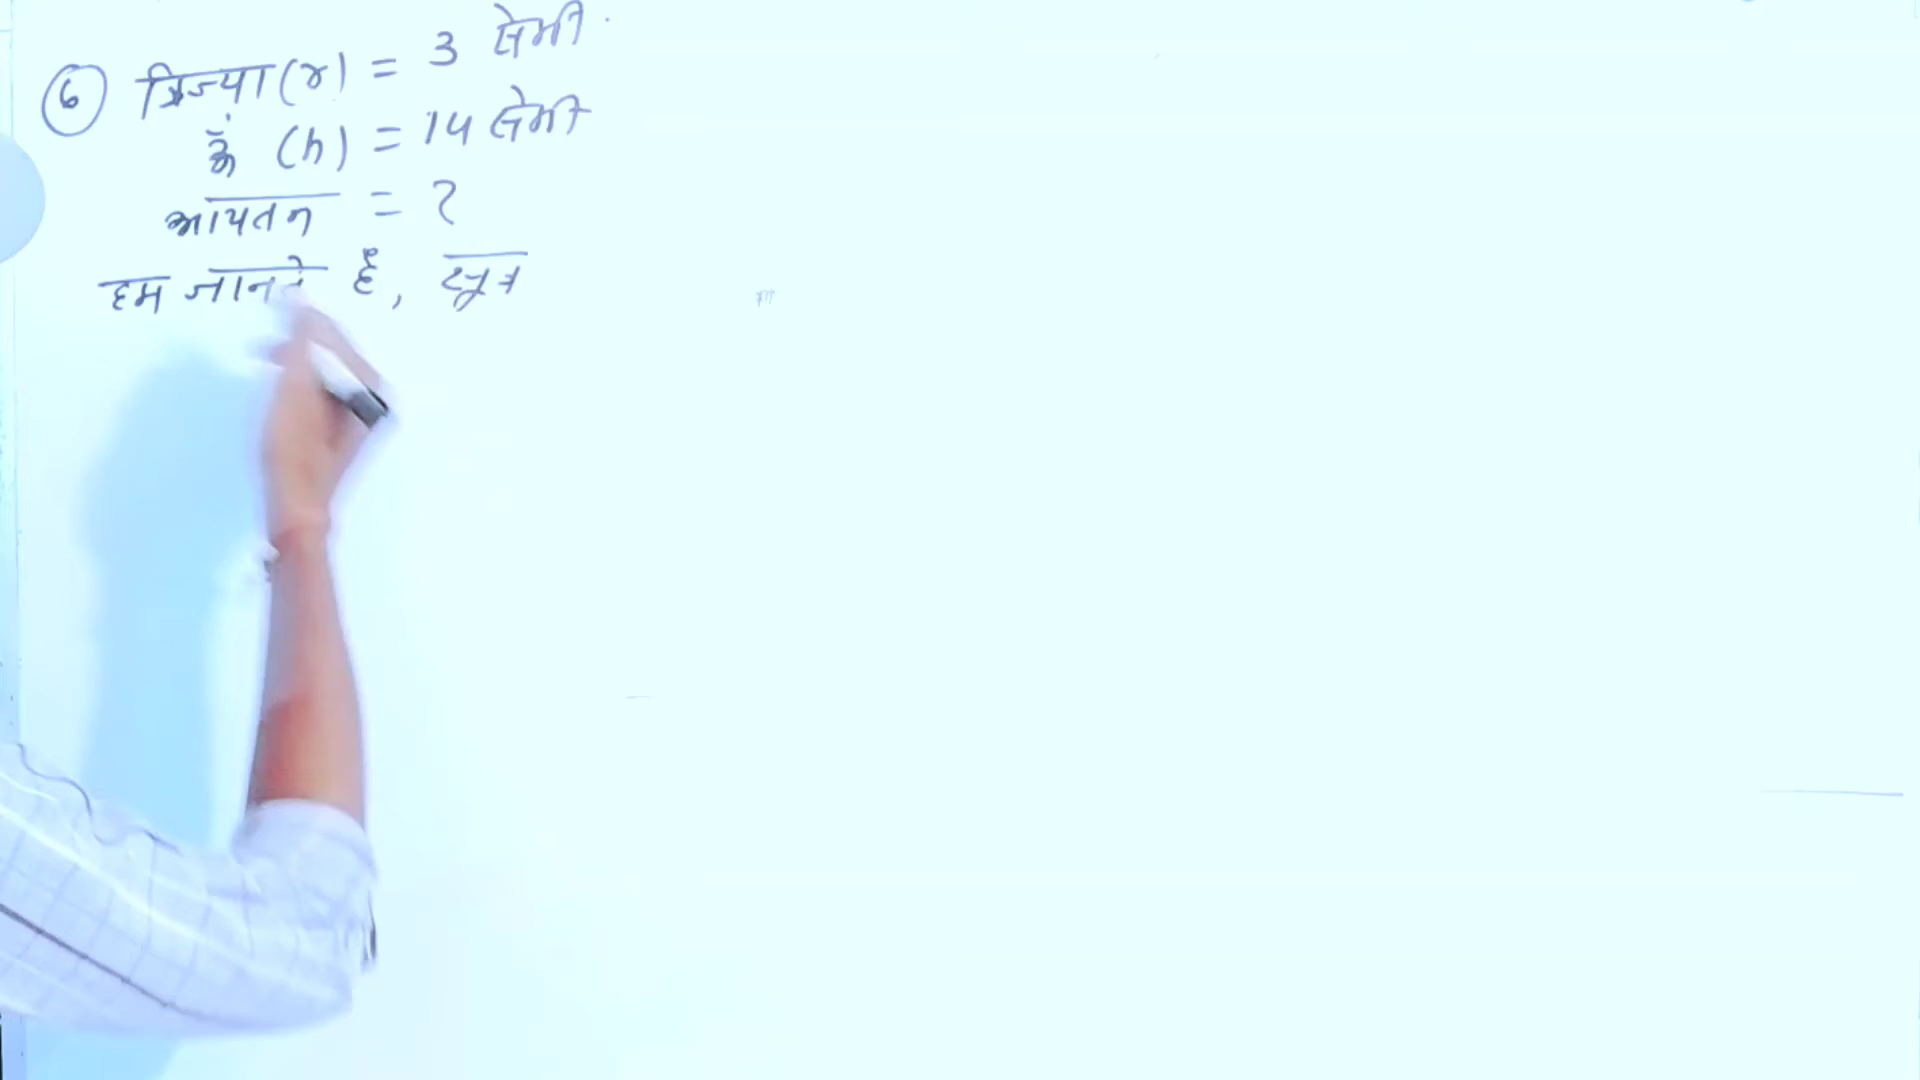 ⑥ त्रिज्या (r) = 3 सेमी.
ऊँ (h) = 14 सेमी
आयतन = ?
हम जानते हैं, सूत्र